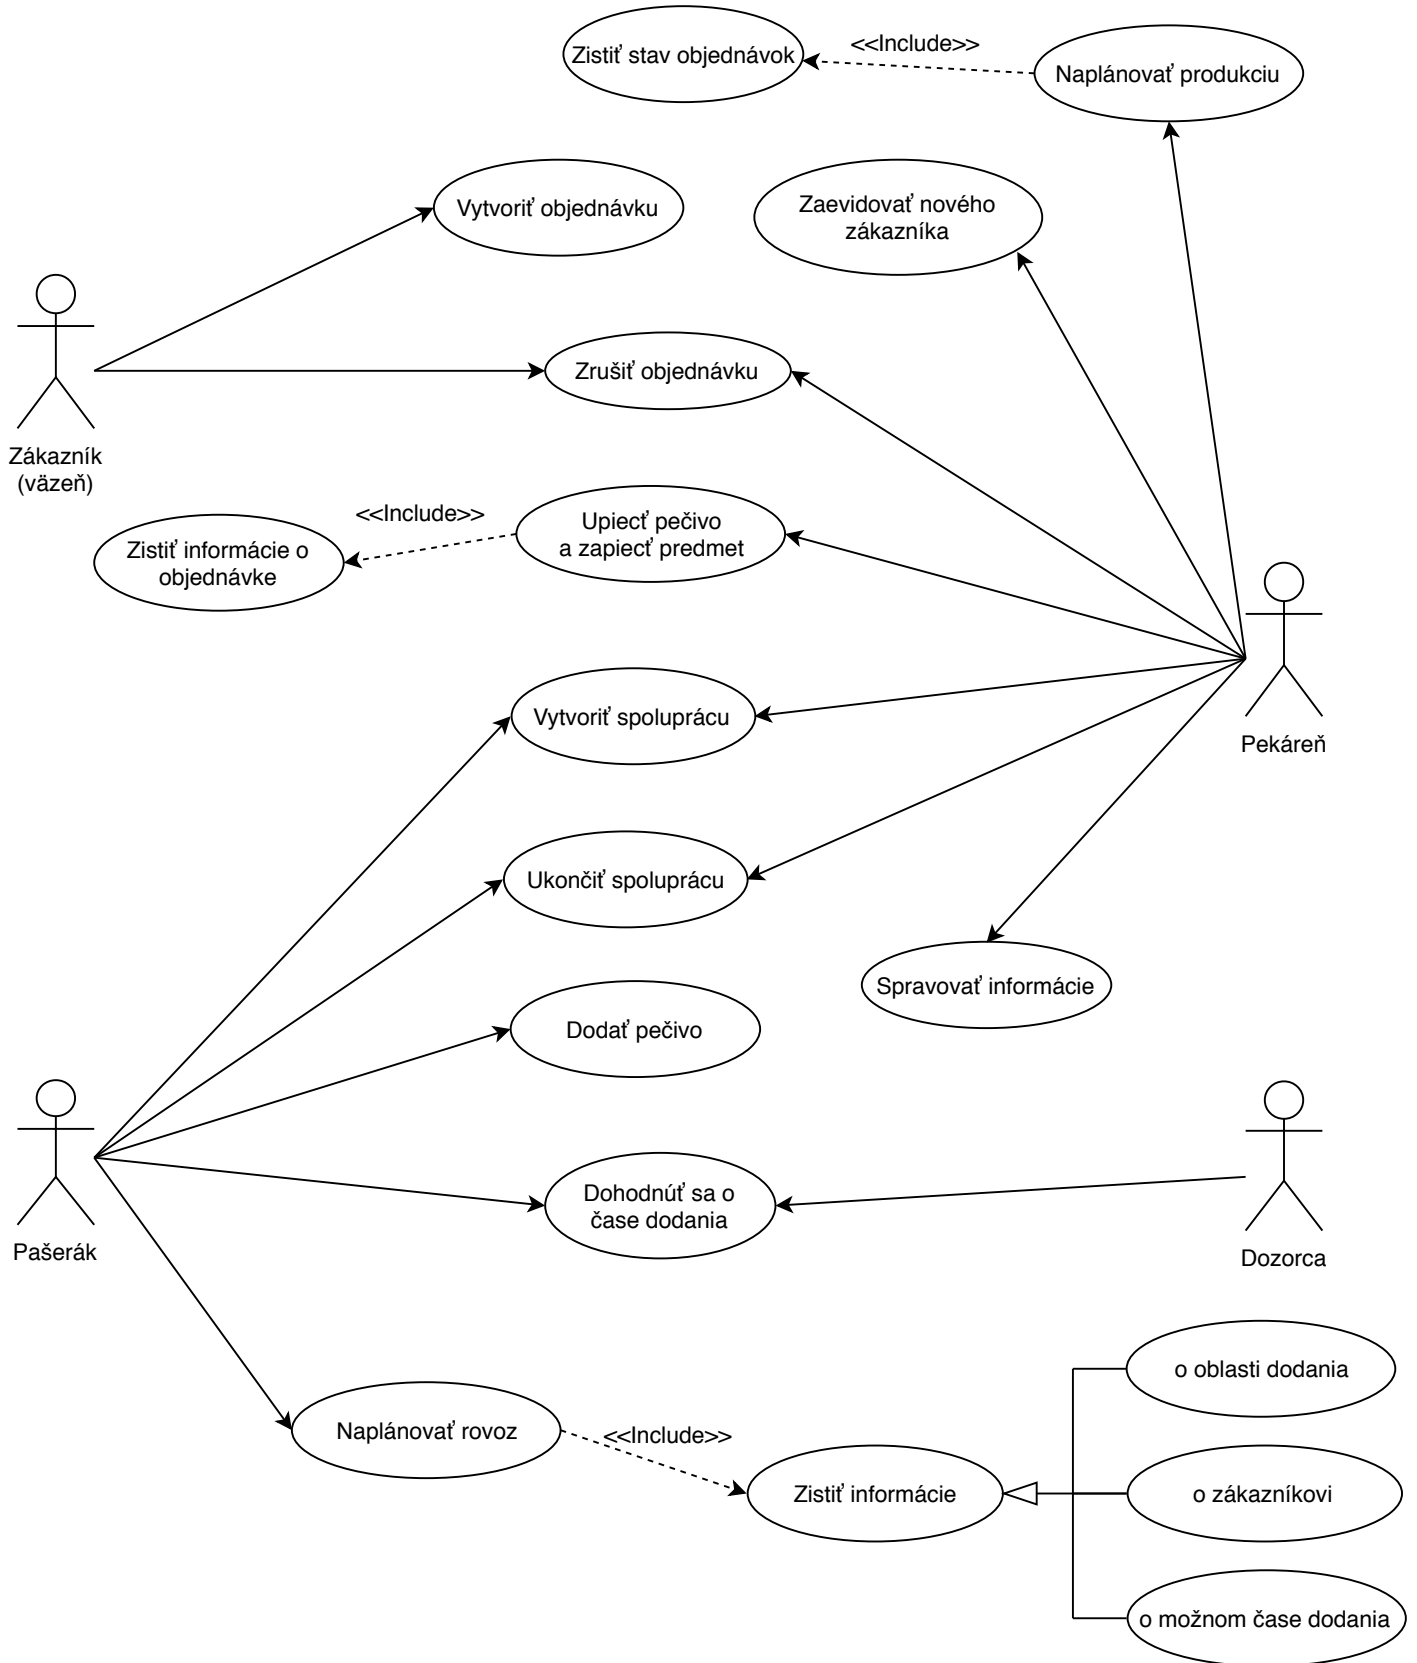 Zistiť stav objednávok
<<Include>>
Naplánovať produkciu
Vytvoriť objednávku
Zaevidovať nového
zákazníka
Zrušiť objednávku
Zákazník
(väzeň)
<<Include>>
Upiecť pečivo
a zapiecť predmet
Zistiť informácie o
objednávke
Vytvoriť spoluprácu
Pekáreň
Ukončiť spoluprácu
Spravovať informácie
Dodať pečivo
Dohodnúť sa o
čase dodania
Pašerák
Dozorca
o oblasti dodania
Naplánovať rovoz
<<Include>>
Zistiť informácie
o zákazníkovi
o možnom čase dodania